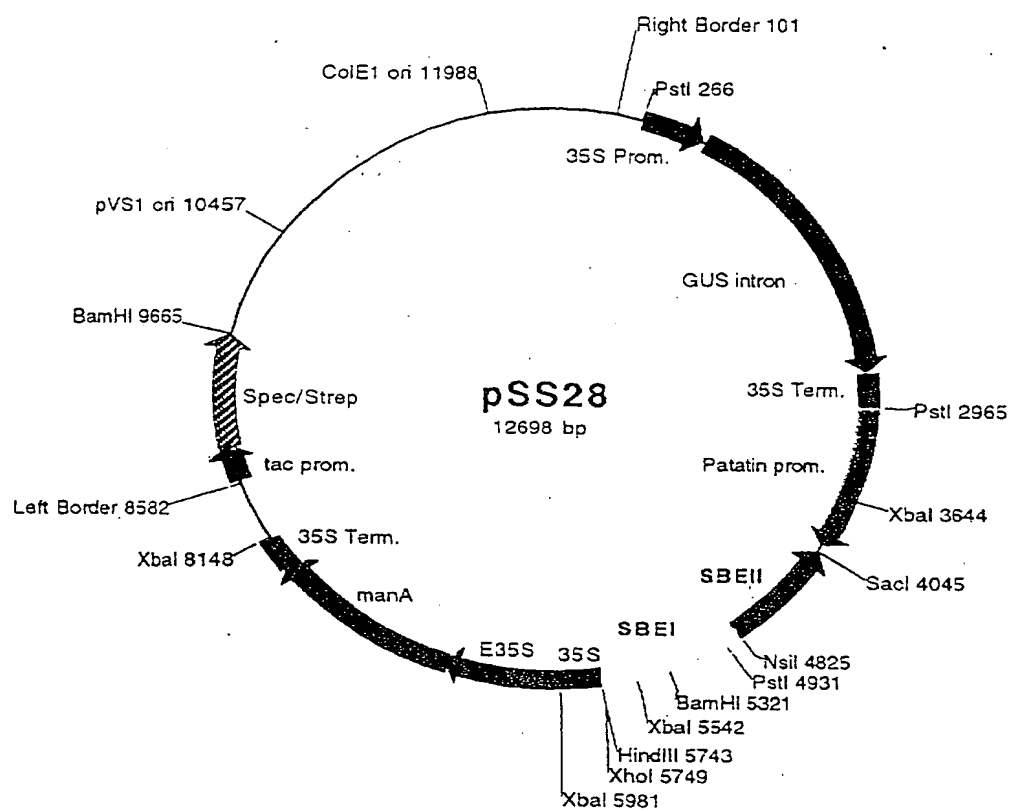 Right Border 101
ColE1 ori 11988
PstI 266
35S Prom.
pVS1 ori 10457
GUS intron
BamHI 9665
35S Term.
Spec/Strep
pSS28
12698 bp
PstI 2965
tac prom.
Patatin prom.
Left Border 8582
XbaI 3644
35S Term.
XbaI 8148
SBEII
SacI 4045
manA
SBEI
E35S
35S
NsiI 4825
PstI 4931
BamHI 5321
XbaI 5542
HindIII 5743
XhoI 5749
XbaI 5981